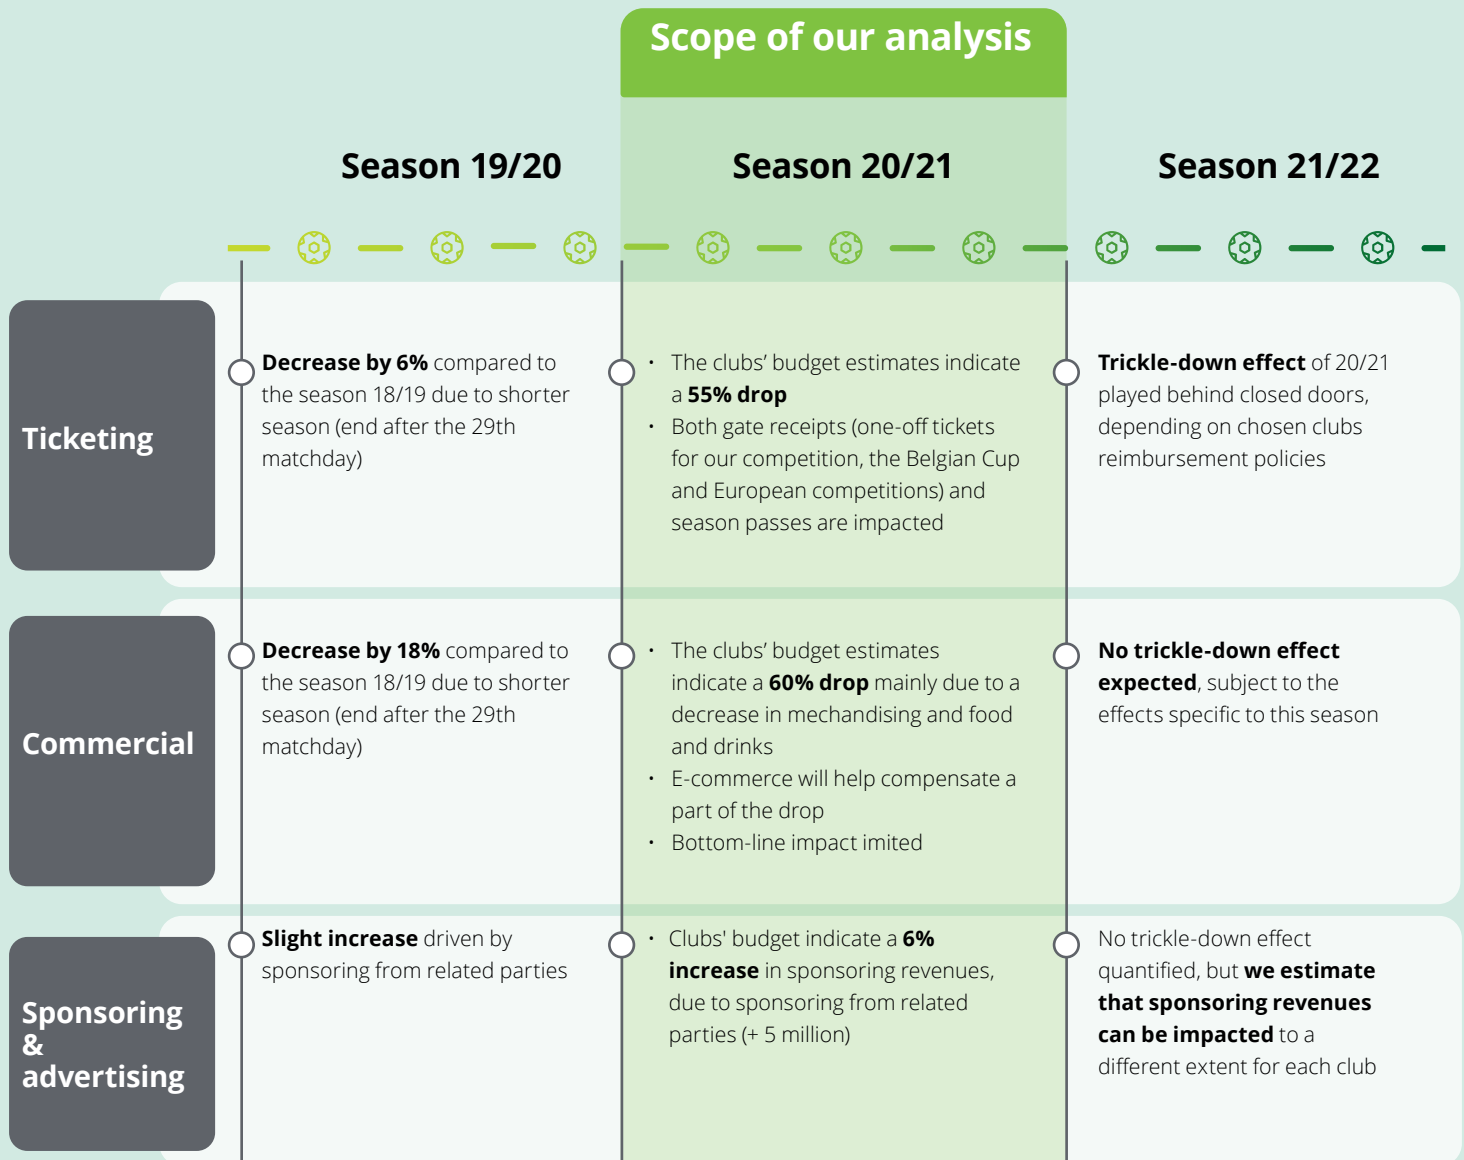 Scope of our analysis
Season 19/20
Season 20/21
Season 21/22
Ticketing
Decrease by 6% compared to
the season 18/19 due to shorter
season (end after the 29th
matchday)
• The clubs’ budget estimates indicate
a 55% drop
• Both gate receipts (one-off tickets
for our competition, the Belgian Cup
and European competitions) and
season passes are impacted
Trickle-down effect of 20/21
played behind closed doors,
depending on chosen clubs
reimbursement policies
Commercial
Decrease by 18% compared to
the season 18/19 due to shorter
season (end after the 29th
matchday)
• The clubs’ budget estimates
indicate a 60% drop mainly due to a
decrease in mechandising and food
and drinks
• E-commerce will help compensate a
part of the drop
• Bottom-line impact imited
No trickle-down effect
expected, subject to the
effects specific to this season
Sponsoring
&
advertising
Slight increase driven by
sponsoring from related parties
• Clubs' budget indicate a 6%
increase in sponsoring revenues,
due to sponsoring from related
parties (+ 5 million)
No trickle-down effect
quantified, but we estimate
that sponsoring revenues
can be impacted to a
different extent for each club